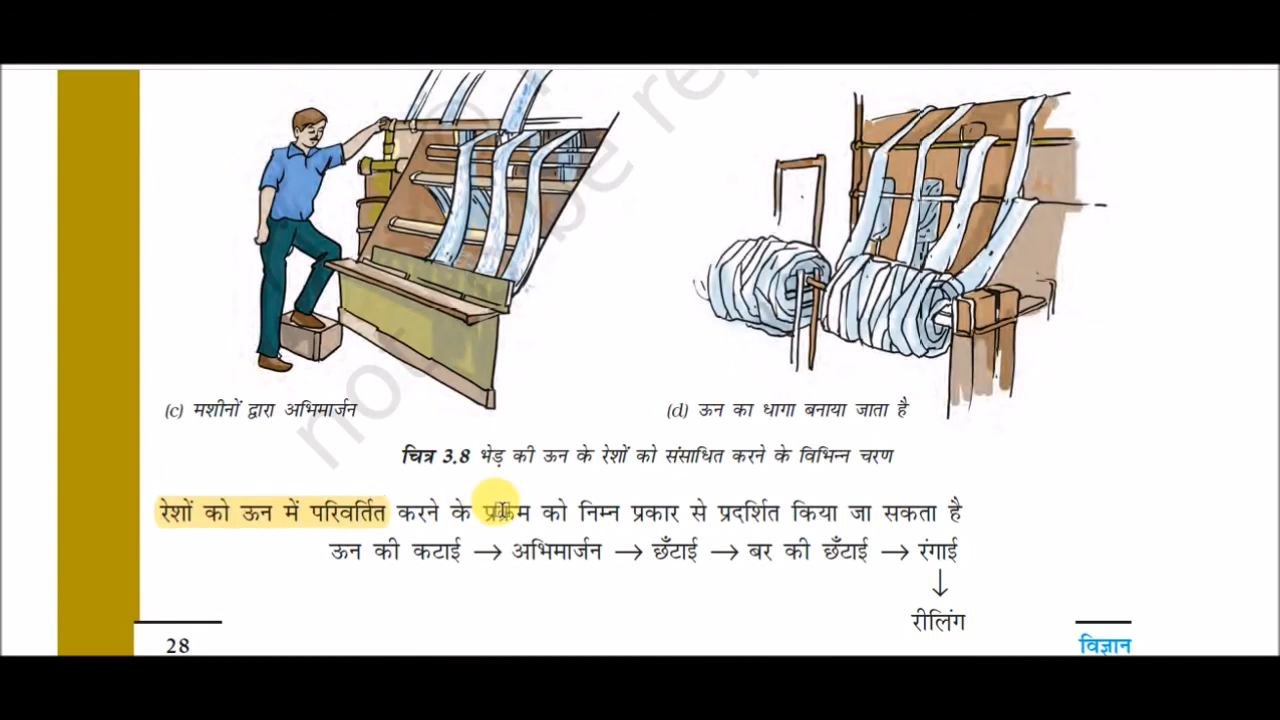 (c) मशीनों द्वारा अभिमार्जन
(d) ऊन का धागा बनाया जाता है
चित्र 3.8 भेड़ की ऊन के रेशों को संसाधित करने के विभिन्न चरण
रेशों को ऊन में परिवर्तित करने के प्रक्रम को निम्न प्रकार से प्रदर्शित किया जा सकता है
ऊन की कटाई → अभिमार्जन → छँटाई → बर की छँटाई → रंगाई
↓
रीलिंग
28
विज्ञान